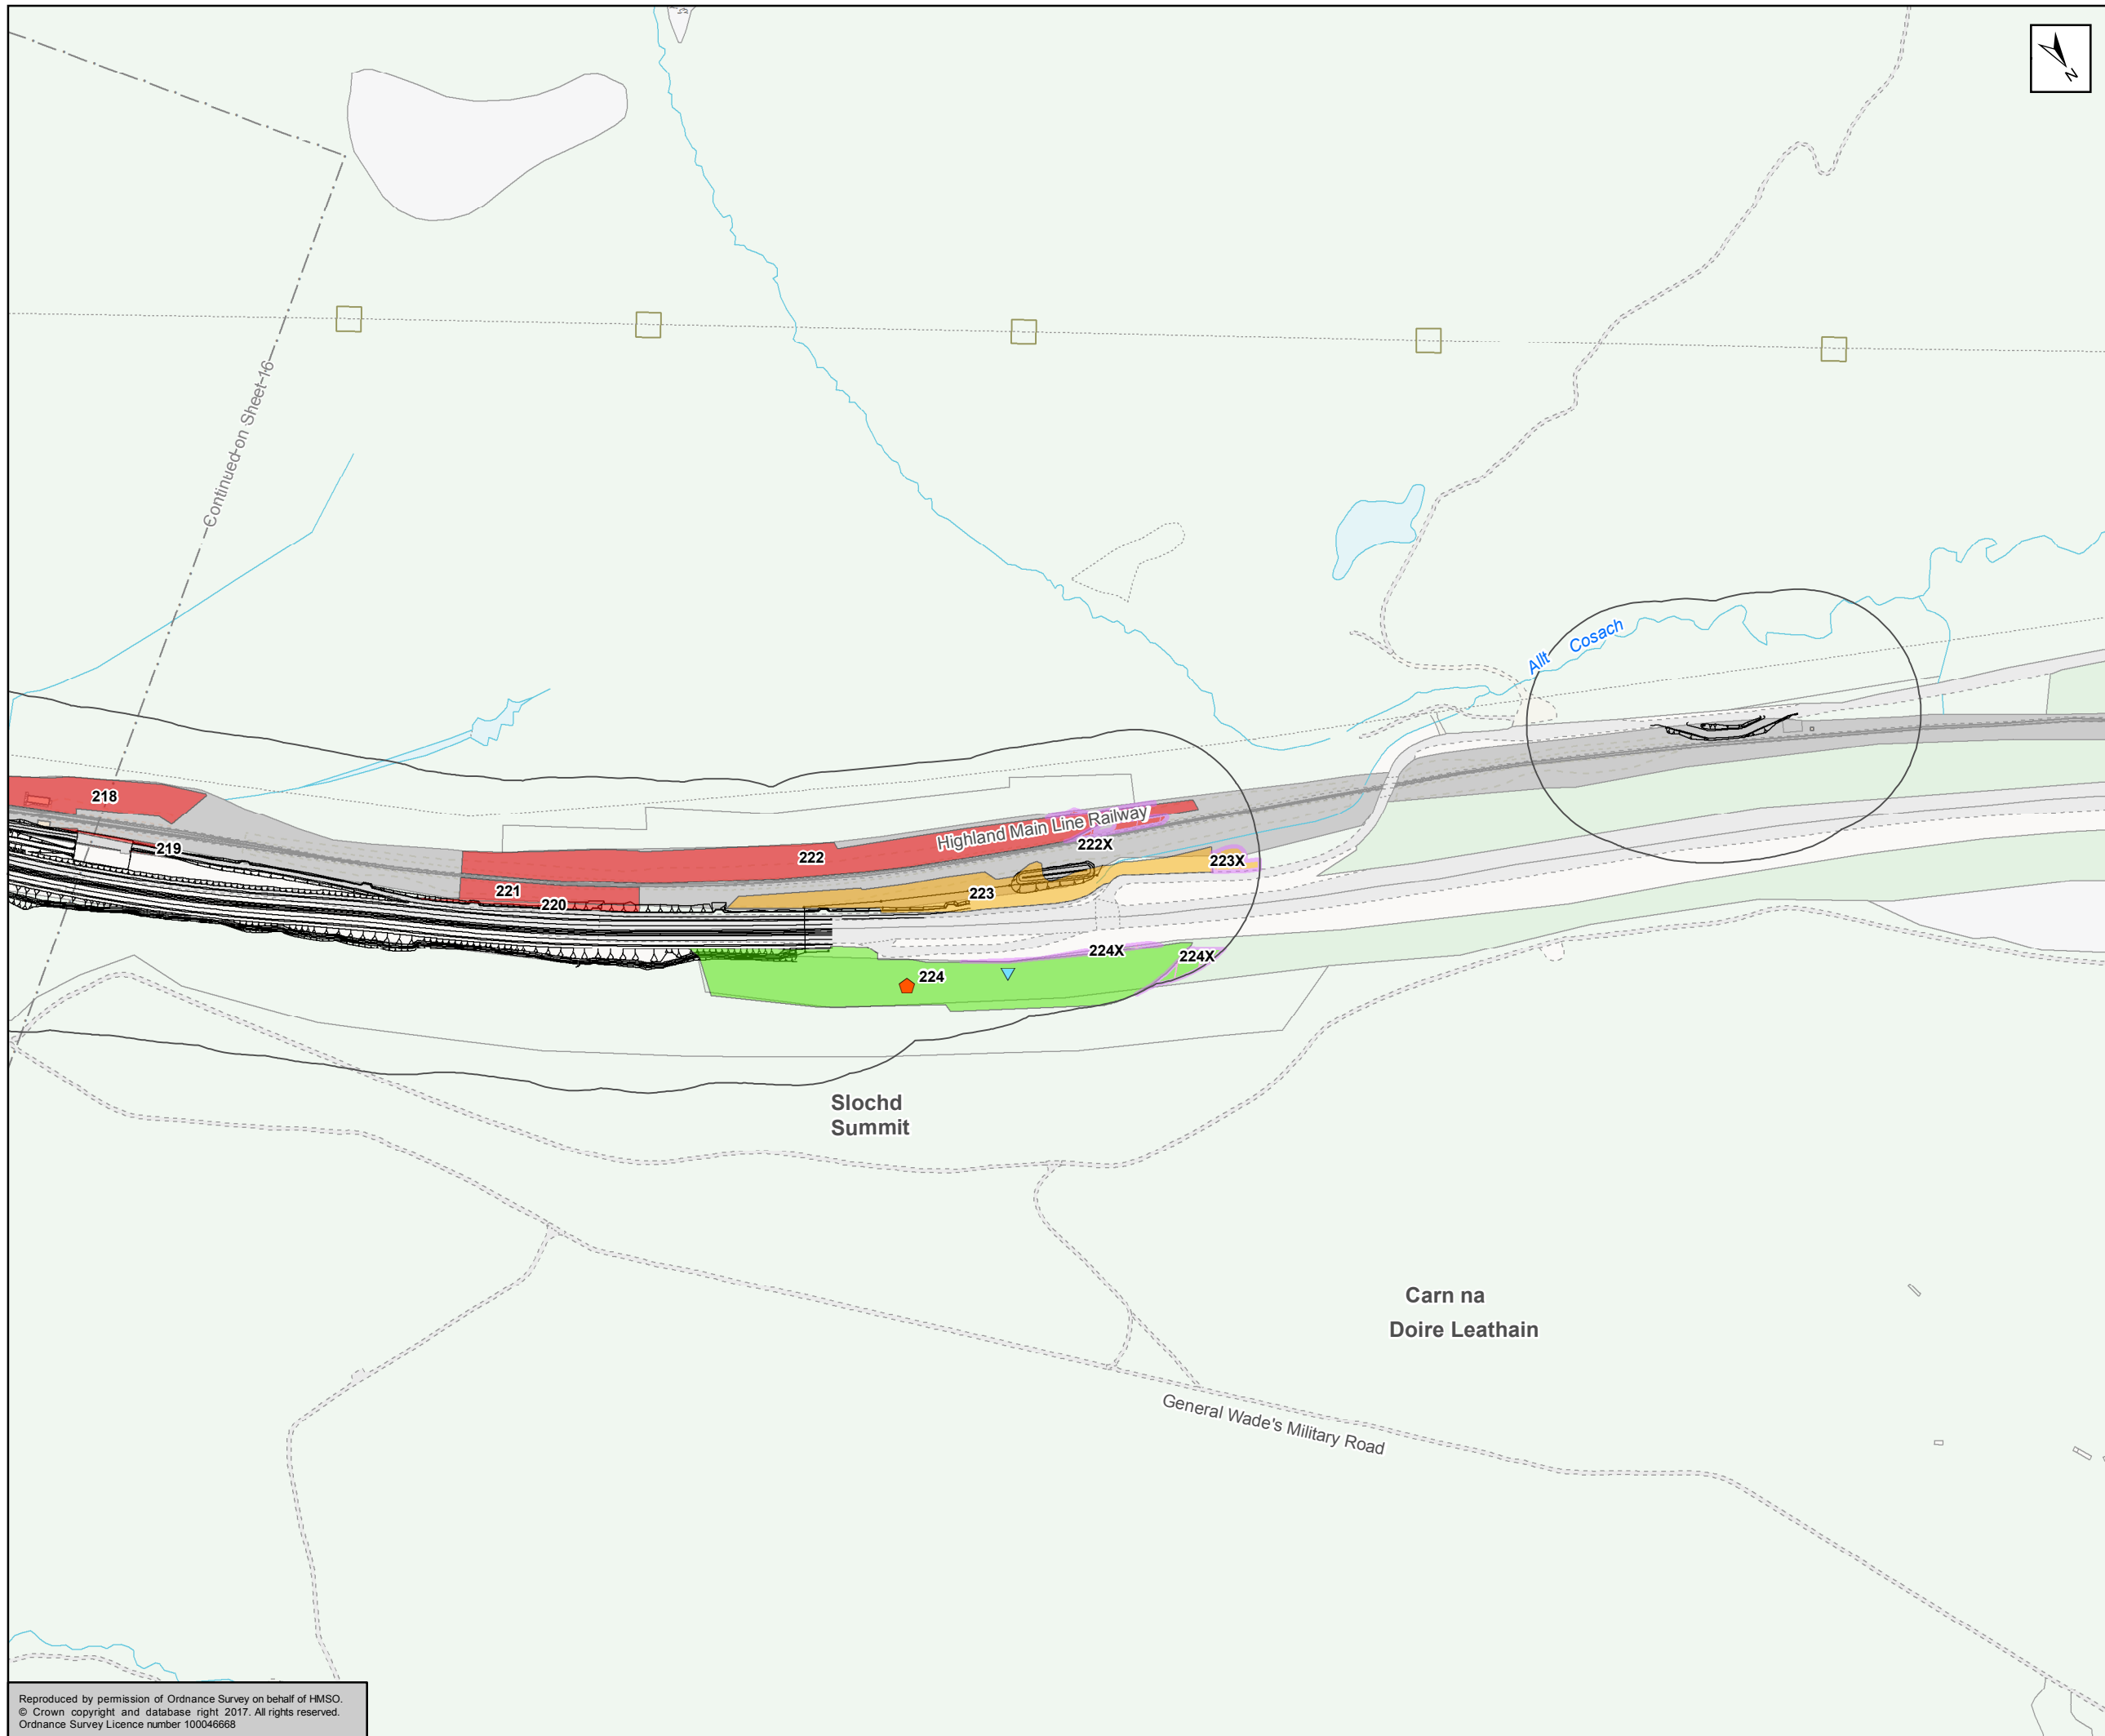 N
Continued on Sheet 16
Allt Cosach
218
219
Highland Main Line Railway
222
222X
223X
221
220
223
224X
224X
224
Slochd
Summit
Carn na
Doire Leathain
General Wade's Military Road
Reproduced by permission of Ordnance Survey on behalf of HMSO.
© Crown copyright and database right 2017. All rights reserved.
Ordnance Survey Licence number 100046668